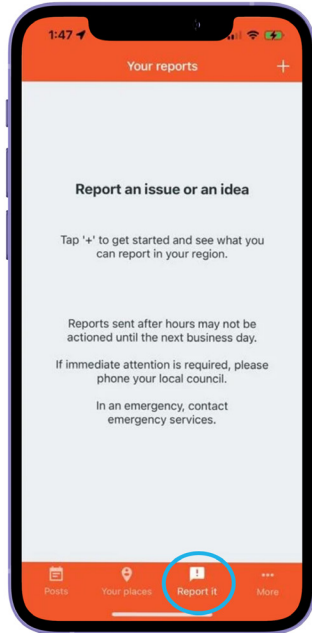 1:47
Your reports +
Report an issue or an idea
Tap '+' to get started and see what you
can report in your region.
Reports sent after hours may not be
actioned until the next business day.
If immediate attention is required, please
phone your local council.
In an emergency, contact
emergency services.
Posts Your places Report it More